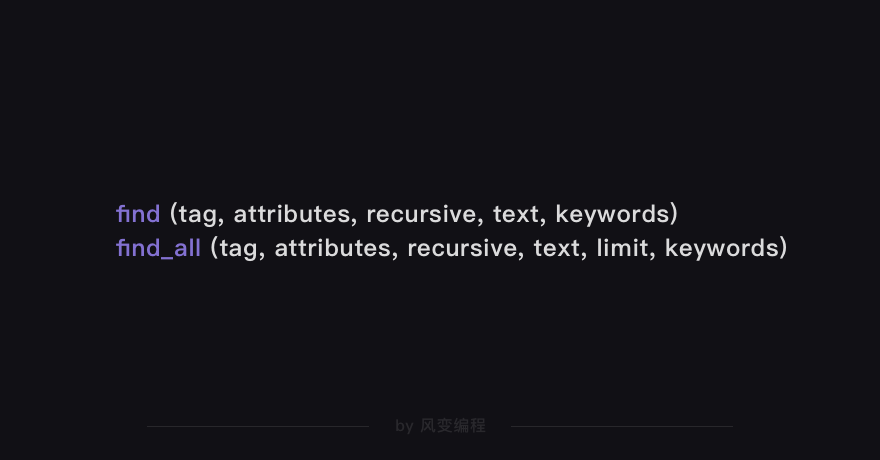 find (tag, attributes, recursive, text, keywords)
find_all (tag, attributes, recursive, text, limit, keywords)
by 风变编程